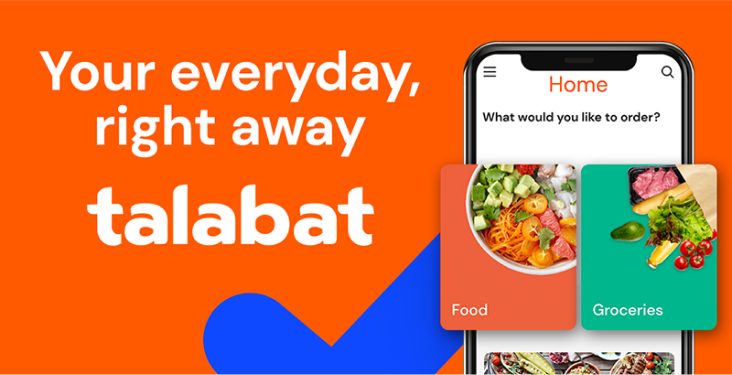 Your everyday,
right away
talabat
Home
What would you like to order?
Food
Groceries